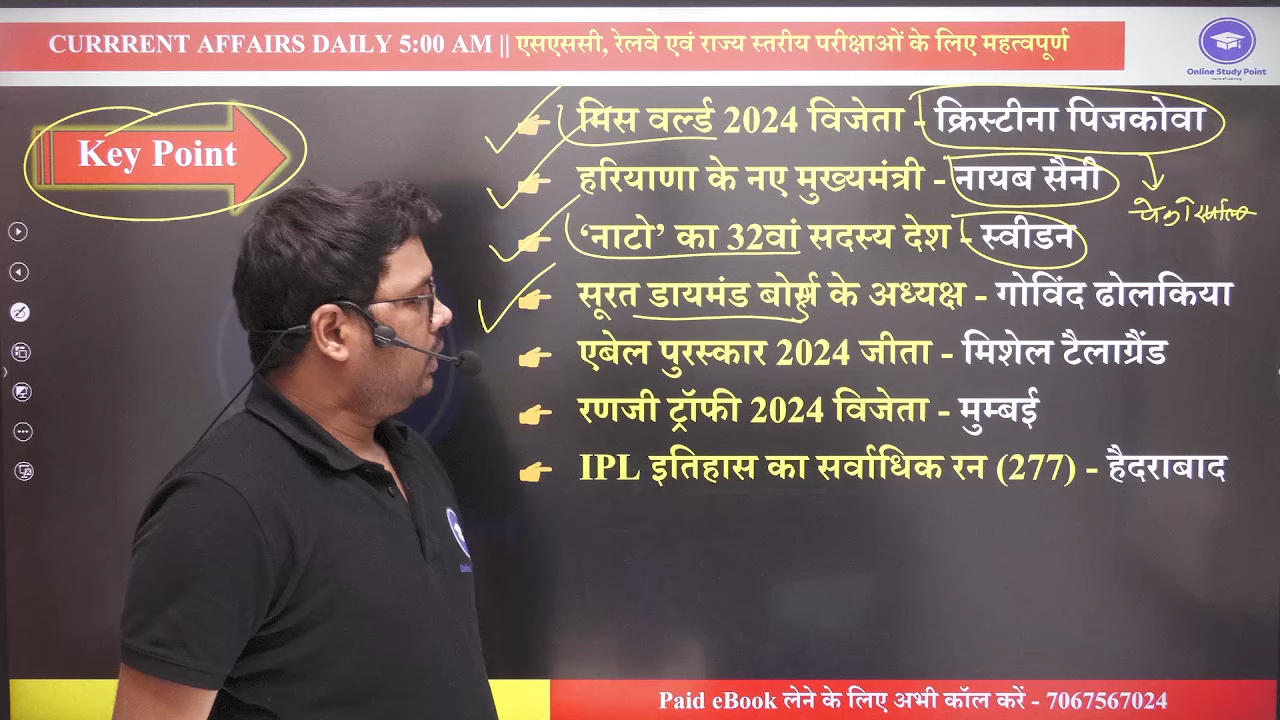 CURRRENT AFFAIRS DAILY 5:00 AM || एसएससी, रेलवे एवं राज्य स्तरीय परीक्षाओं के लिए महत्वपूर्ण
Online Study Point
Key Point
मिस वर्ल्ड 2024 विजेता - क्रिस्टीना पिजकोवा
हरियाणा के नए मुख्यमंत्री - नायब सैनी
‘नाटो’ का 32वां सदस्य देश - स्वीडन
सूरत डायमंड बोर्स के अध्यक्ष - गोविंद ढोलकिया
एबेल पुरस्कार 2024 जीता - मिशेल टैलाग्रैंड
रणजी ट्रॉफी 2024 विजेता - मुम्बई
IPL इतिहास का सर्वाधिक रन (277) - हैदराबाद
Paid eBook लेने के लिए अभी कॉल करें - 7067567024